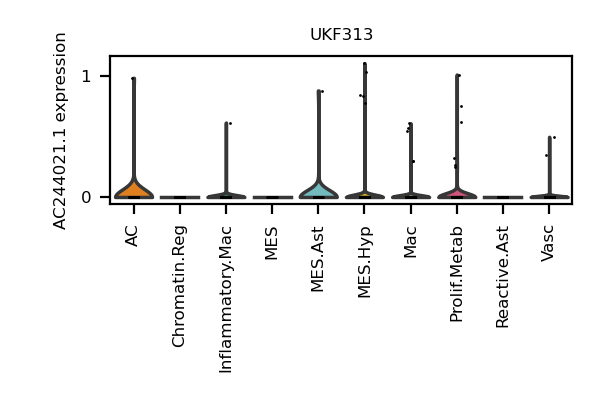 UKF313
AC244021.1 expression
1
0
AC
Chromatin.Reg
Inflammatory.Mac
MES
MES.Ast
MES.Hyp
Mac
Prolif.Metab
Reactive.Ast
Vasc